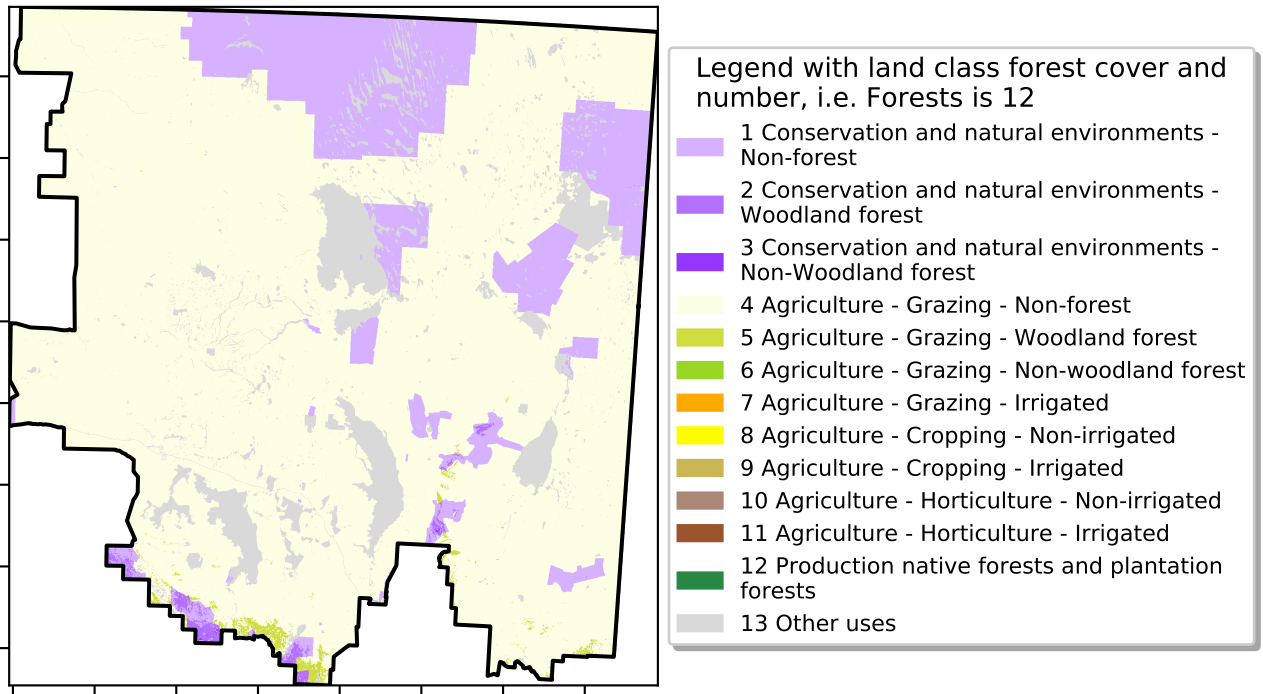 Legend with land class forest cover and
number, i.e. Forests is 12
1 Conservation and natural environments -
Non-forest
2 Conservation and natural environments -
Woodland forest
3 Conservation and natural environments -
Non-Woodland forest
4 Agriculture - Grazing - Non-forest
5 Agriculture - Grazing - Woodland forest
6 Agriculture - Grazing - Non-woodland forest
7 Agriculture - Grazing - Irrigated
8 Agriculture - Cropping - Non-irrigated
9 Agriculture - Cropping - Irrigated
10 Agriculture - Horticulture - Non-irrigated
11 Agriculture - Horticulture - Irrigated
12 Production native forests and plantation
forests
13 Other uses